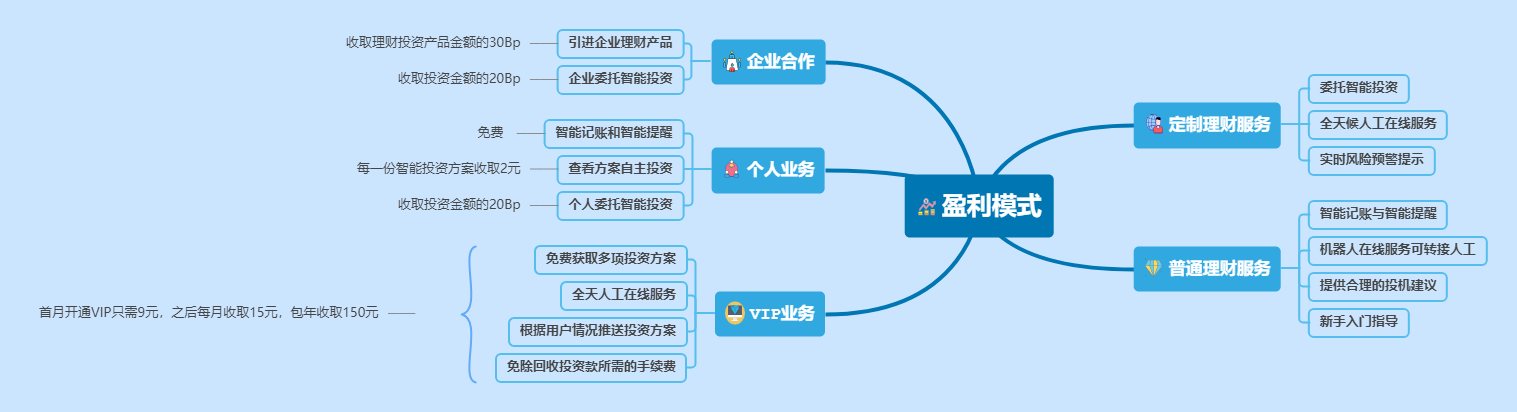 盈利模式
企业合作
引进企业理财产品
收取理财投资产品金额的30Bp
企业委托智能投资
收取投资金额的20Bp
个人业务
智能记账和智能提醒
免费
查看方案自主投资
每一份智能投资方案收取2元
个人委托智能投资
收取投资金额的20Bp
VIP业务
免费获取多项投资方案
全天人工在线服务
根据用户情况推送投资方案
免除回收投资款所需的手续费
首月开通VIP只需9元，之后每月收取15元，包年收取150元
定制理财服务
委托智能投资
全天候人工在线服务
实时风险预警提示
普通理财服务
智能记账与智能提醒
机器人在线服务可转接人工
提供合理的投机建议
新手入门指导